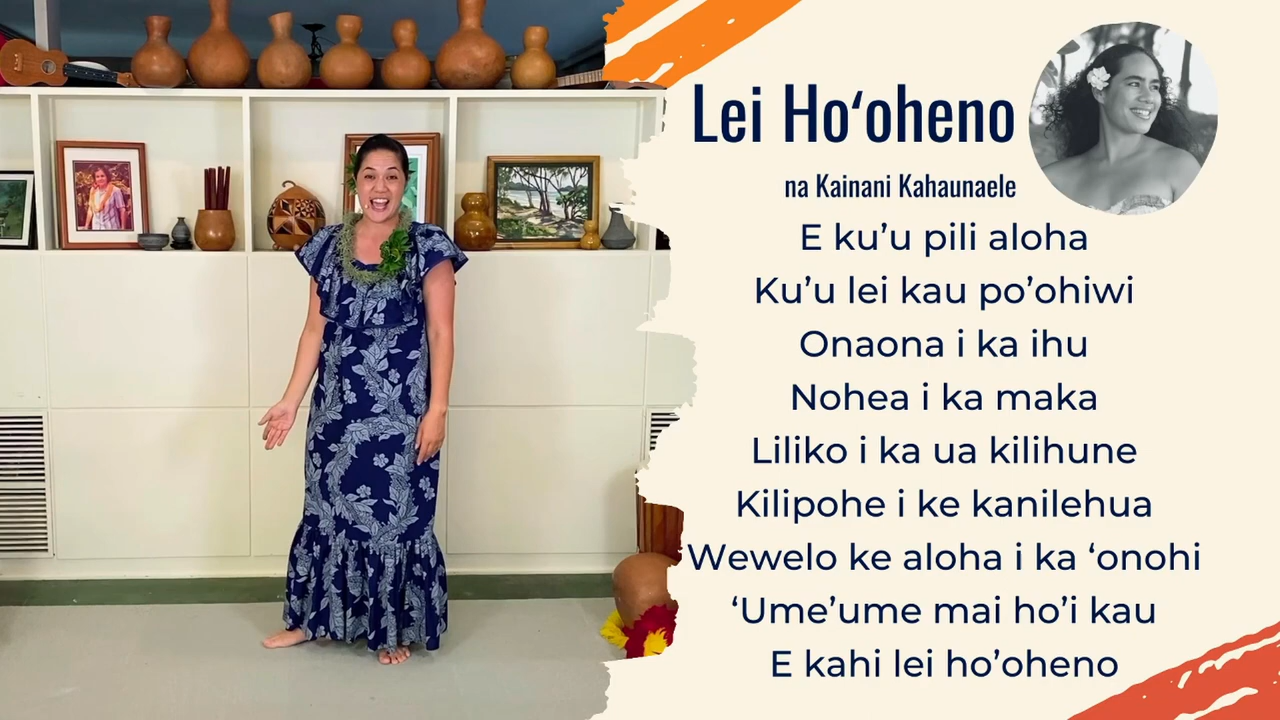 Lei Hoʻoheno
na Kainani Kahaunaele
E ku’u pili aloha
Ku’u lei kau po’ohiwi
Onaona i ka ihu
Nohea i ka maka
Liliko i ka ua kilihune
Kilipohe i ke kanilehua
Wewelo ke aloha i ka ‘onohi
‘Ume’ume mai ho’i kau
E kahi lei ho’oheno